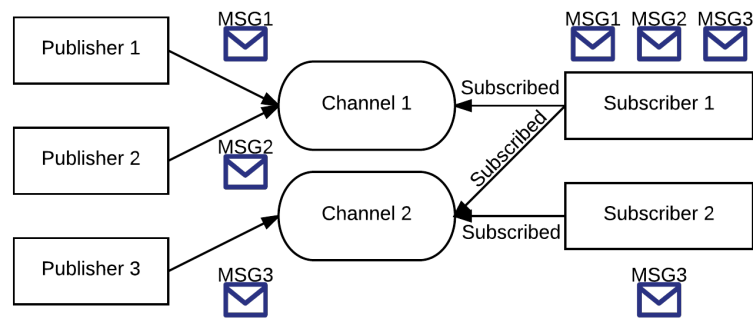 MSG1
MSG1 MSG2 MSG3
Publisher 1
Subscribed
Channel 1
Subscriber 1
Publisher 2
MSG2
Subscribed
Channel 2
Subscriber 2
Subscribed
Publisher 3
MSG3
MSG3